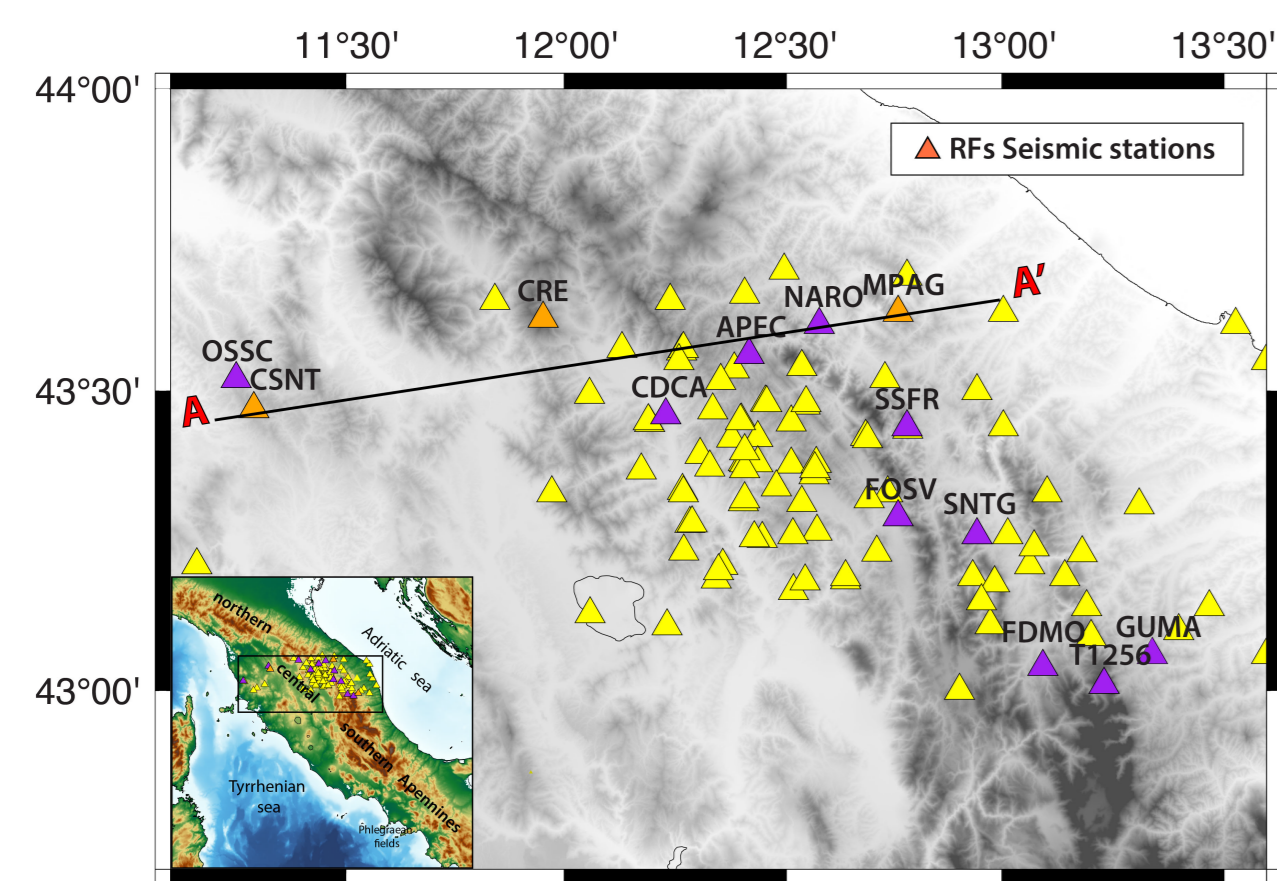 11°30' 12°00' 12°30' 13°00' 13°30'
44°00'
RFs Seismic stations
A'
MPAG
CRE
NARO
APEC
OSSC
CSNT
CDCA
43°30'
SSFR
A
FOSV
SNTG
FDMO
GUMA
T1256
43°00'
northern
Adriatic
sea
central
southern Apennines
Tyrrhenian
sea
Phlegraean
fields